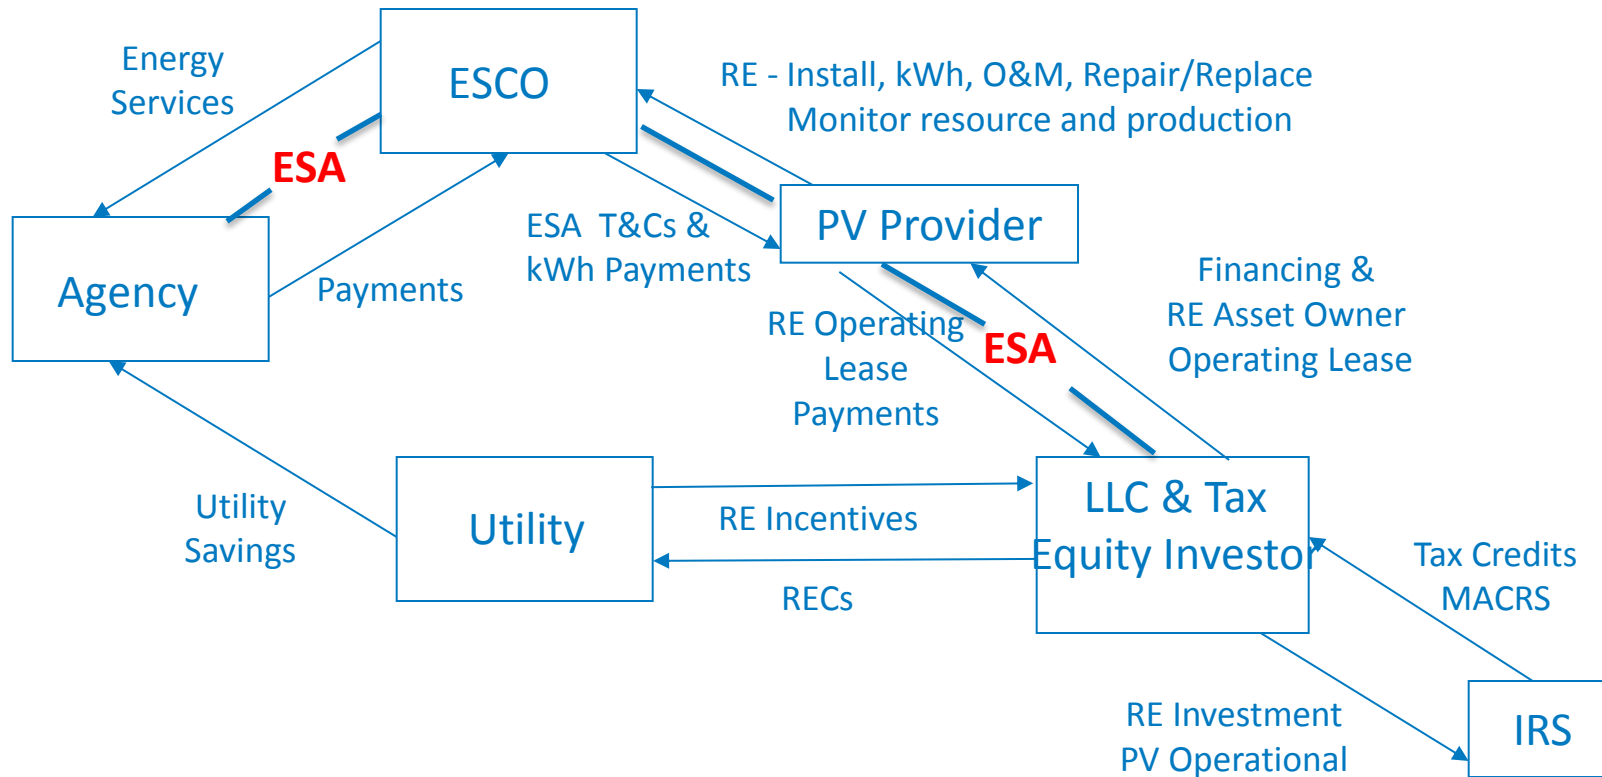 Energy
Services
ESCO
RE - Install, kWh, O&M, Repair/Replace
Monitor resource and production
ESA
PV Provider
ESA T&Cs &
kWh Payments
Agency
Payments
Financing &
RE Asset Owner
Operating Lease
RE Operating
Lease
Payments
ESA
Utility
Savings
Utility
RE Incentives
RECs
LLC & Tax
Equity Investor
Tax Credits
MACRS
RE Investment
PV Operational
IRS